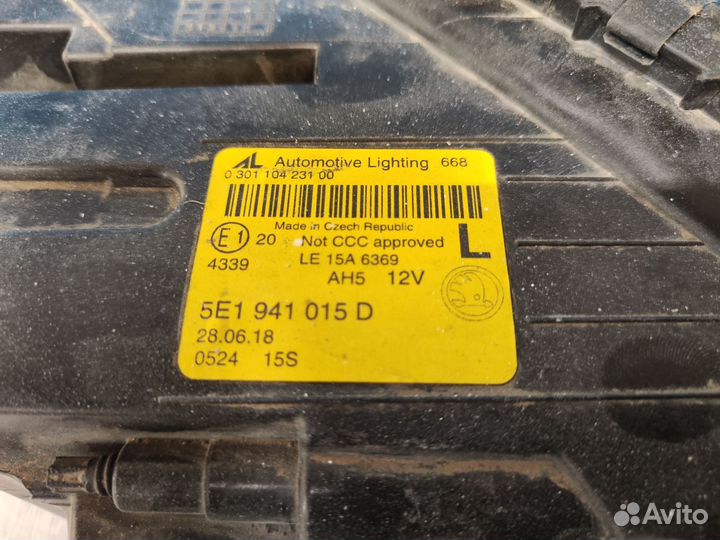 AL Automotive Lighting 668
0 301 104 231 00
Made in Czech Republic
E1 20 Not CCC approved L
4339 LE 15A 6369
AH5 12V
5E1 941 015 D
28.06.18
0524 15S
Avito